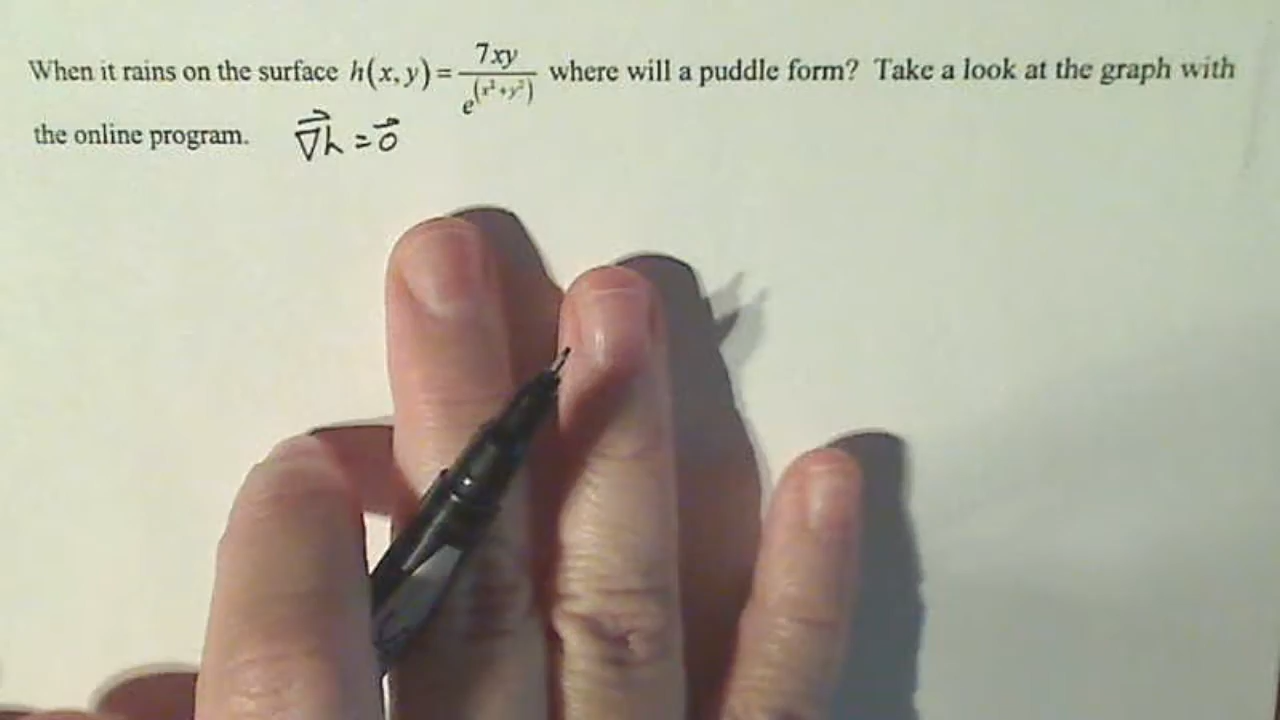 When it rains on the surface h(x, y) = 7xy / e^(x²+y²) where will a puddle form? Take a look at the graph with
the online program. ∇⃗h = 0⃗